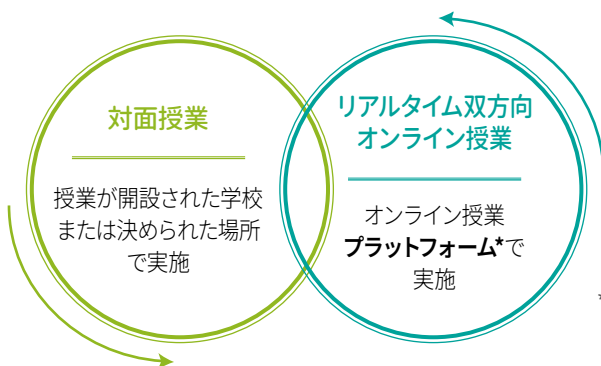 対面授業
授業が開設された学校
または決められた場所
で実施
リアルタイム双方向
オンライン授業
オンライン授業
プラットフォーム*で
実施
*